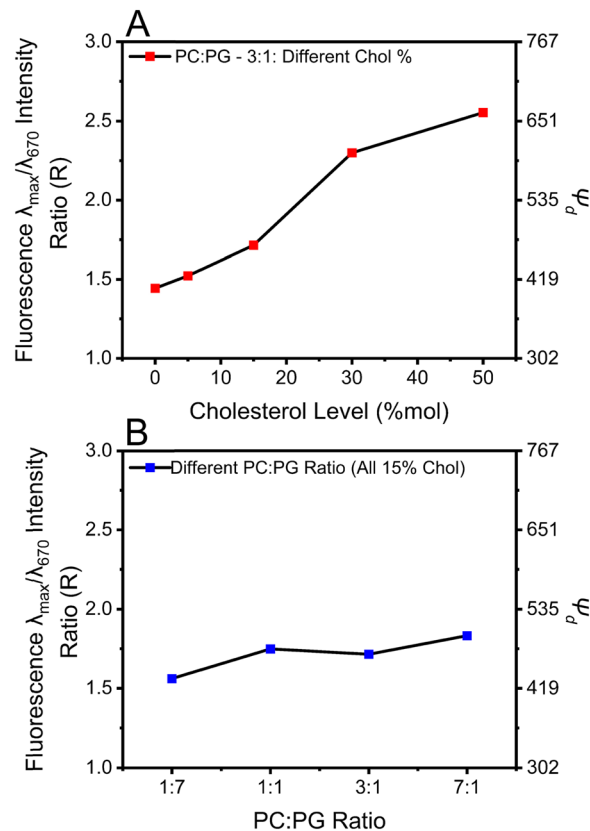 A
PC:PG - 3:1: Different Chol %
Fluorescence λmax/λ670 Intensity
Ratio (R)
3.0
2.5
2.0
1.5
1.0
767
651
535
419
302
Ψd
0 10 20 30 40 50
Cholesterol Level (%mol)
B
Different PC:PG Ratio (All 15% Chol)
Fluorescence λmax/λ670 Intensity
Ratio (R)
3.0
2.5
2.0
1.5
1.0
767
651
535
419
302
Ψd
1:7 1:1 3:1 7:1
PC:PG Ratio